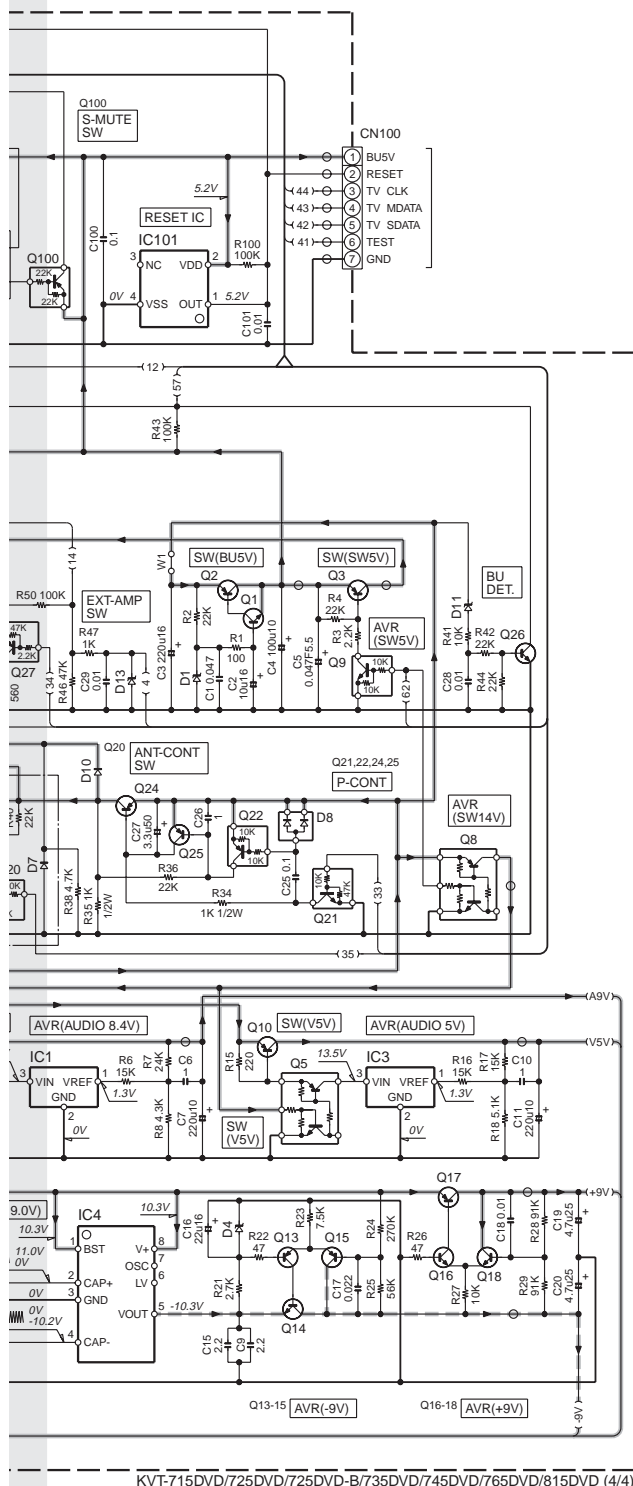 Q100
S-MUTE
SW
CN100
1 BU5V
2 RESET
3 TV CLK
4 TV MDATA
5 TV SDATA
6 TEST
7 GND
44
43
42
41
5.2V
RESET IC
IC101
C100
0.1
R100
100K
3 NC VDD 2
4 VSS OUT 1
0V
5.2V
C101
0.01
Q100
22K
22K
12
57
R43
100K
14
W1
SW(BU5V)
SW(SW5V)
Q2
Q1
Q3
BU
DET.
R50 100K
EXT-AMP
SW
R47
1K
R2
22K
R1
100
R4
22K
R3
2.2K
AVR
(SW5V)
Q9
10K
10K
D11
R41
10K
R42
22K
Q26
47K
2.2K
Q27
560
34
R46 47K
C29
0.01
D13
4
C3 220u16
D1
C1 0.047
C2
10u16
C4 100u10
C5
0.047F5.5
62
C28
0.01
R44
22K
Q20
ANT-CONT
SW
D10
Q21,22,24,25
P-CONT
Q24
C27
3.3u50
Q25
C26
1
Q22
10K
10K
D8
AVR
(SW14V)
Q8
R40
22K
D7
R38 4.7K
R35 1K
1/2W
R36
22K
R34
1K 1/2W
C25 0.1
10K
47K
Q21
33
35
A9V
AVR(AUDIO 8.4V)
Q10
SW(V5V)
AVR(AUDIO 5V)
V5V
IC1
3 VIN VREF 1
GND
2
1.3V
0V
R6
15K
R7
24K
C6
1
R8 4.3K
C7
220u10
R15
220
Q5
SW
(V5V)
13.5V
IC3
3 VIN VREF 1
GND
2
1.3V
0V
R16
15K
R17
15K
C10
1
R18 5.1K
C11
220u10
+9V
9.0V)
10.3V
11.0V
0V
0V
0V
-10.2V
IC4
1 BST V+ 8
OSC 7
2 CAP+ LV 6
3 GND
VOUT 5
4 CAP-
10.3V
-10.3V
C16
22u16
D4
R22
47
R21
2.7K
R23
7.5K
Q13
Q15
Q14
C17
0.022
R24
270K
R25
56K
C15
2.2
C9
2.2
R26
47
Q17
Q16
Q18
R27
10K
C18 0.01
R28 91K
R29
91K
C19
4.7u25
C20
4.7u25
Q13-15 AVR(-9V)
Q16-18 AVR(+9V)
-9V
KVT-715DVD/725DVD/725DVD-B/735DVD/745DVD/765DVD/815DVD (4/4)